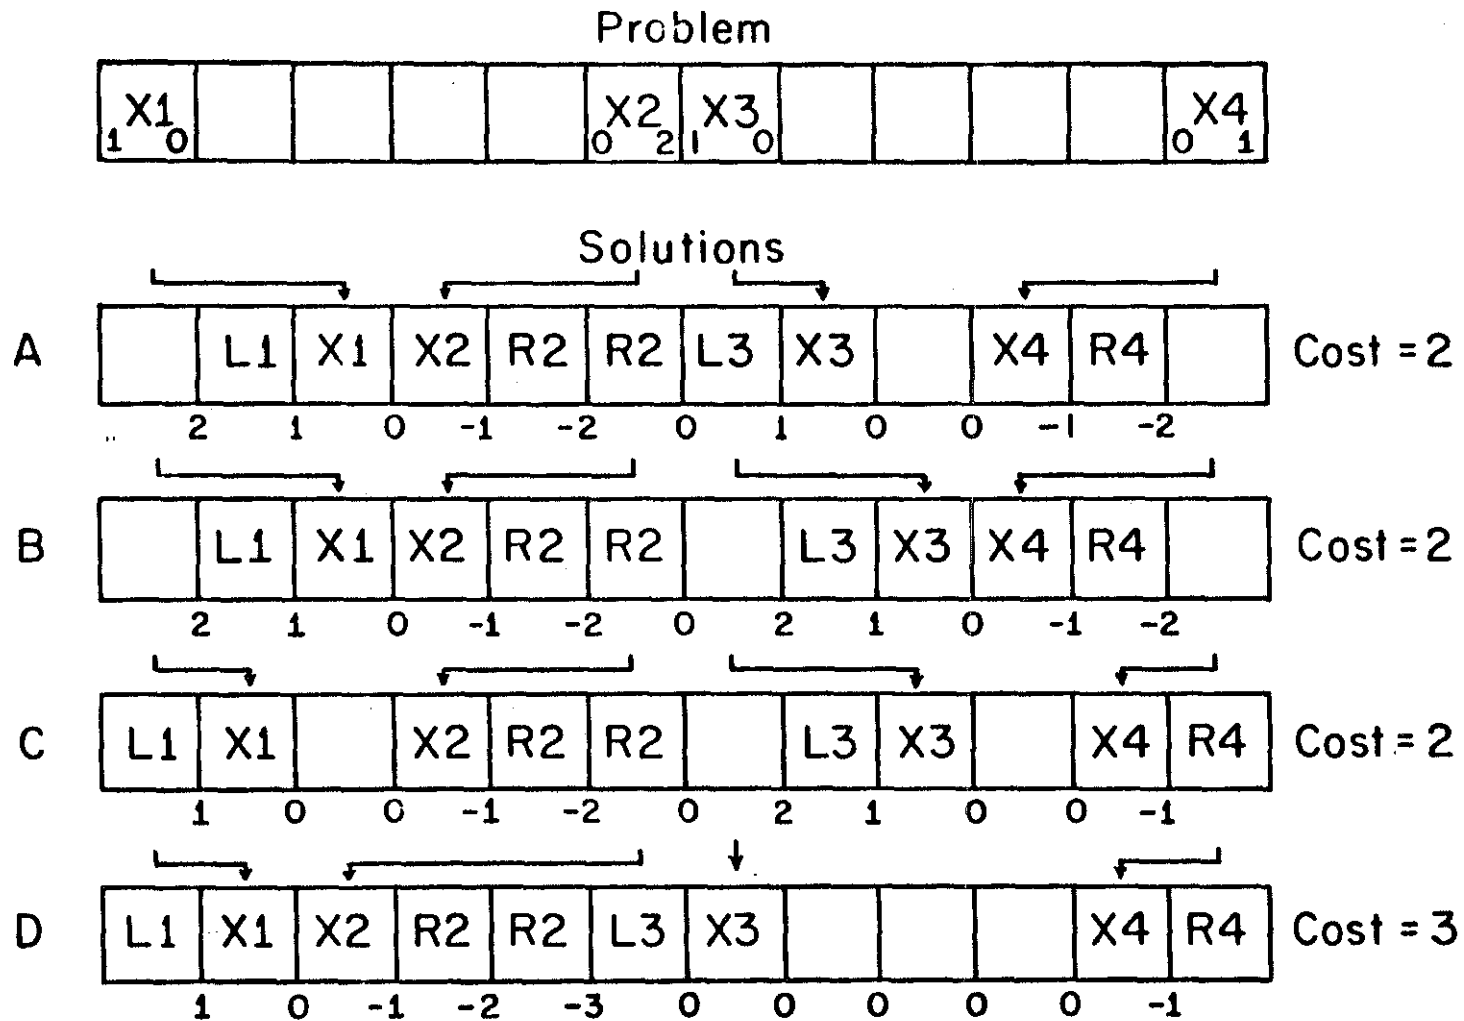 Problem
X1 X2 X3 X4
1 0 0 2 1 0 0 1
Solutions
A L1 X1 X2 R2 R2 L3 X3 X4 R4 Cost = 2
2 1 0 -1 -2 0 1 0 0 -1 -2
B L1 X1 X2 R2 R2 L3 X3 X4 R4 Cost = 2
2 1 0 -1 -2 0 2 1 0 -1 -2
C L1 X1 X2 R2 R2 L3 X3 X4 R4 Cost = 2
1 0 0 -1 -2 0 2 1 0 0 -1
D L1 X1 X2 R2 R2 L3 X3 X4 R4 Cost = 3
1 0 -1 -2 -3 0 0 0 0 0 -1